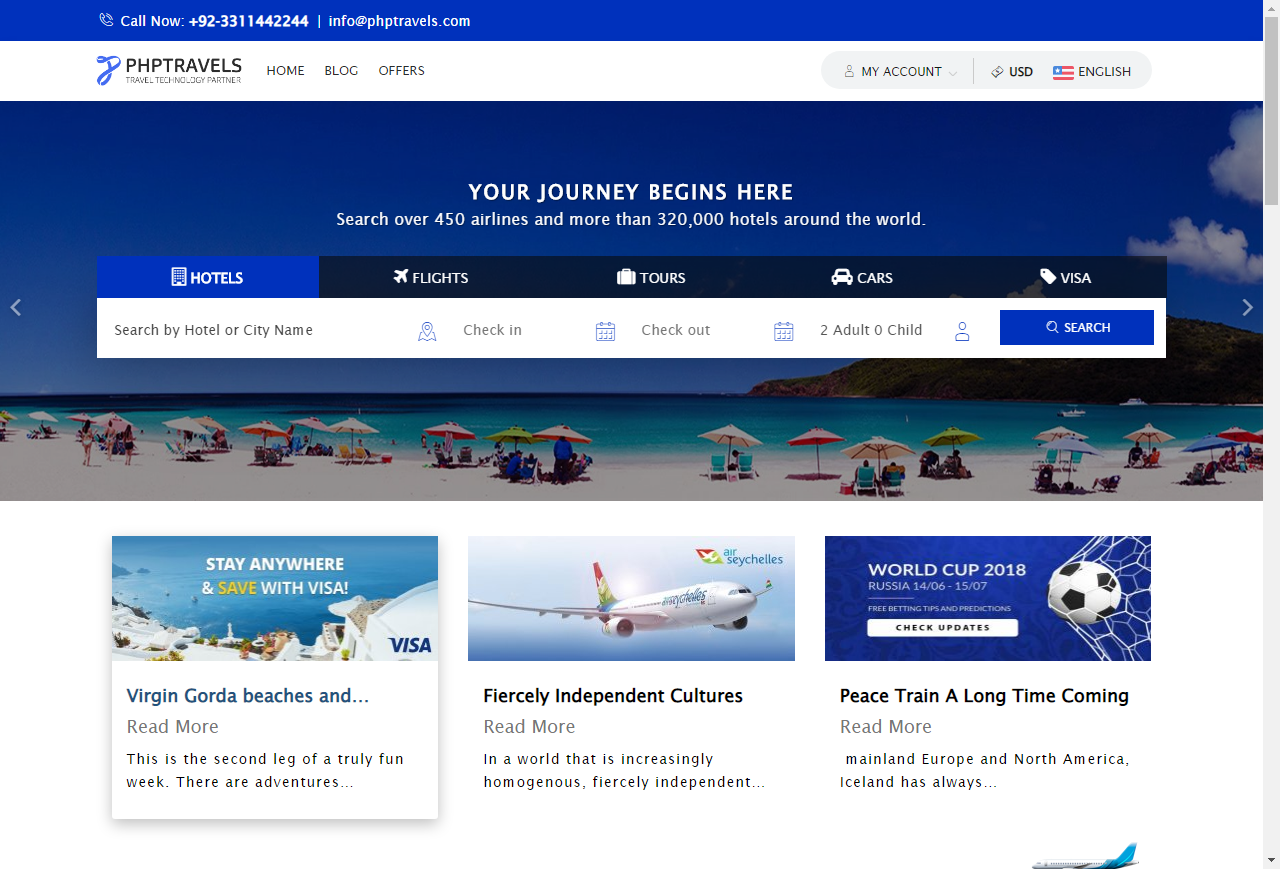 Call Now: +92-3311442244 | info@phptravels.com
PHPTRAVELS
TRAVEL TECHNOLOGY PARTNER
HOME BLOG OFFERS
MY ACCOUNT USD ENGLISH
YOUR JOURNEY BEGINS HERE
Search over 450 airlines and more than 320,000 hotels around the world.
HOTELS FLIGHTS TOURS CARS VISA
Search by Hotel or City Name Check in Check out 2 Adult 0 Child SEARCH
STAY ANYWHERE
& SAVE WITH VISA!
VISA
Virgin Gorda beaches and...
Read More
This is the second leg of a truly fun
week. There are adventures...
air
seychelles
airseychelles
Fiercely Independent Cultures
Read More
In a world that is increasingly
homogenous, fiercely independent...
WORLD CUP 2018
RUSSIA 14/06 - 15/07
FREE BETTING TIPS AND PREDICTIONS
CHECK UPDATES
Peace Train A Long Time Coming
Read More
mainland Europe and North America,
Iceland has always...